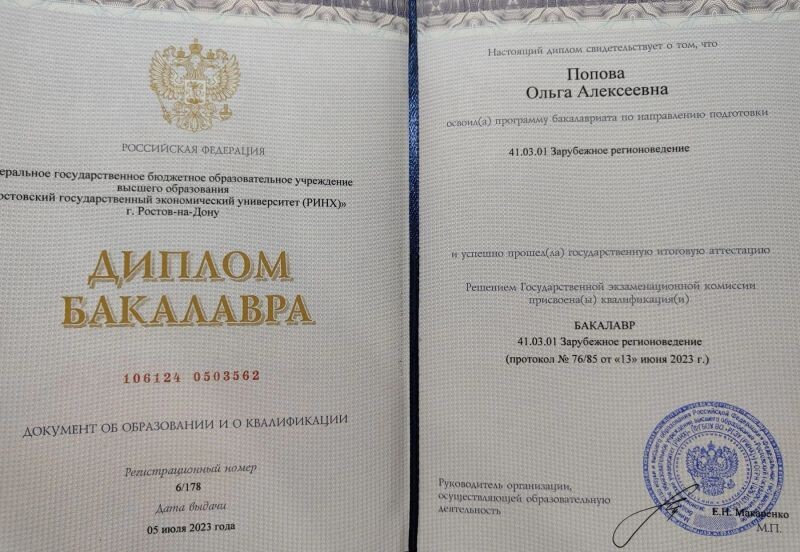 РОССИЙСКАЯ ФЕДЕРАЦИЯ
еральное государственное бюджетное образовательное учреждение
высшего образования
остовский государственный экономический университет (РИНХ)»
г. Ростов-на-Дону
ДИПЛОМ
БАКАЛАВРА
106124 0503562
ДОКУМЕНТ ОБ ОБРАЗОВАНИИ И О КВАЛИФИКАЦИИ
Регистрационный номер
6/178
Дата выдачи
05 июля 2023 года
Настоящий диплом свидетельствует о том, что
Попова
Ольга Алексеевна
освоил(а) программу бакалавриата по направлению подготовки
41.03.01 Зарубежное регионоведение
и успешно прошел(ла) государственную итоговую аттестацию
Решением Государственной экзаменационной комиссии
присвоена(ы) квалификация(и)
БАКАЛАВР
41.03.01 Зарубежное регионоведение
(протокол № 76/85 от «13» июня 2023 г.)
Руководитель организации,
осуществляющей образовательную
деятельность
Е.Н. Макаренко
М.П.